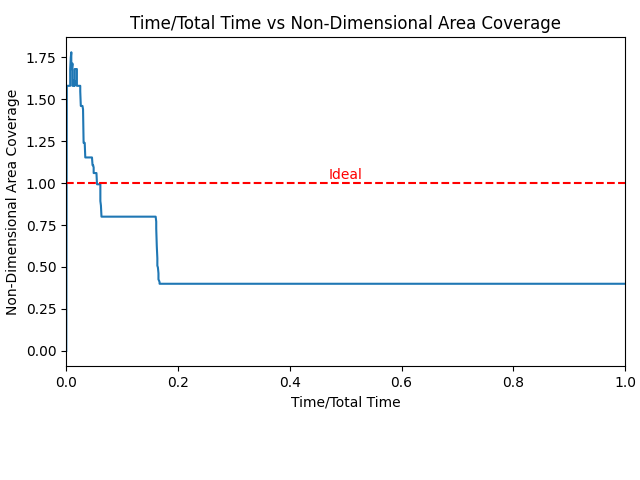 Time/Total Time vs Non-Dimensional Area Coverage
Non-Dimensional Area Coverage
1.75
1.50
1.25
1.00
0.75
0.50
0.25
0.00
Ideal
0.0 0.2 0.4 0.6 0.8 1.0
Time/Total Time